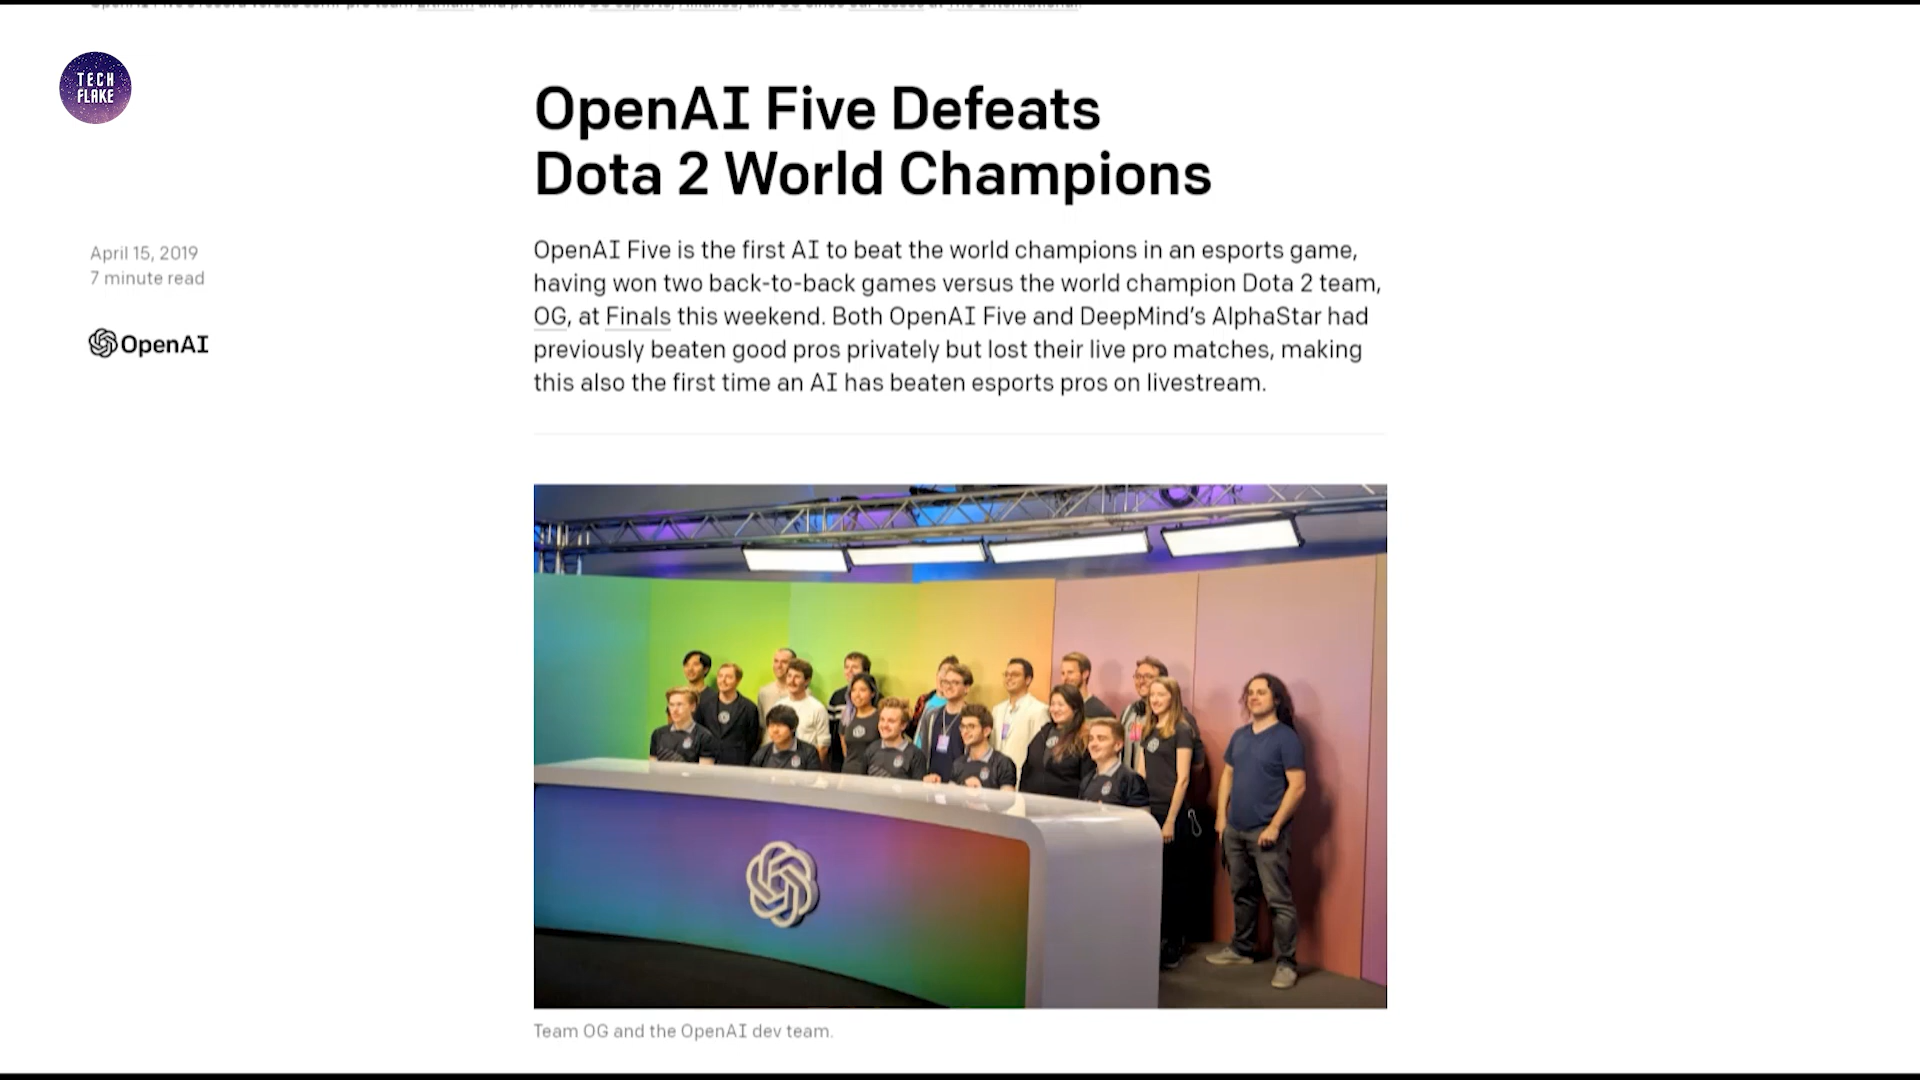 TECH
FLAKE
OpenAI Five Defeats
Dota 2 World Champions
April 15, 2019
7 minute read
OpenAI
OpenAI Five is the first AI to beat the world champions in an esports game,
having won two back-to-back games versus the world champion Dota 2 team,
OG, at Finals this weekend. Both OpenAI Five and DeepMind’s AlphaStar had
previously beaten good pros privately but lost their live pro matches, making
this also the first time an AI has beaten esports pros on livestream.
Team OG and the OpenAI dev team.